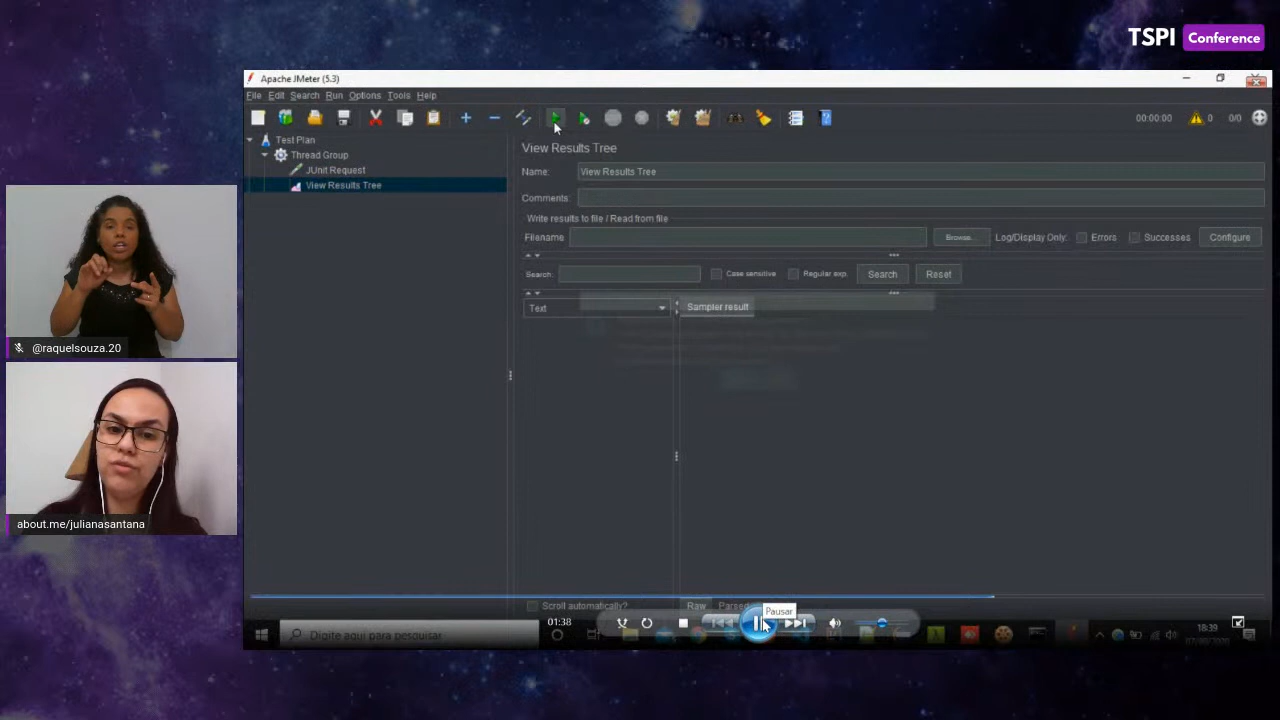 TSPI Conference
Apache JMeter (5.3)
File Edit Search Run Options Tools Help
00:00:00 0 0/0
Test Plan
Thread Group
JUnit Request
View Results Tree
View Results Tree
Name: View Results Tree
Comments:
Write results to file / Read from file
Filename Browse... Log/Display Only: Errors Successes Configure
Search: Case sensitive Regular exp. Search Reset
Text Sampler result
Scroll automatically? Raw Parsed
Pausar
01:38
Digite aqui para pesquisar
18:39
@raquelsouza.20
about.me/julianasantana